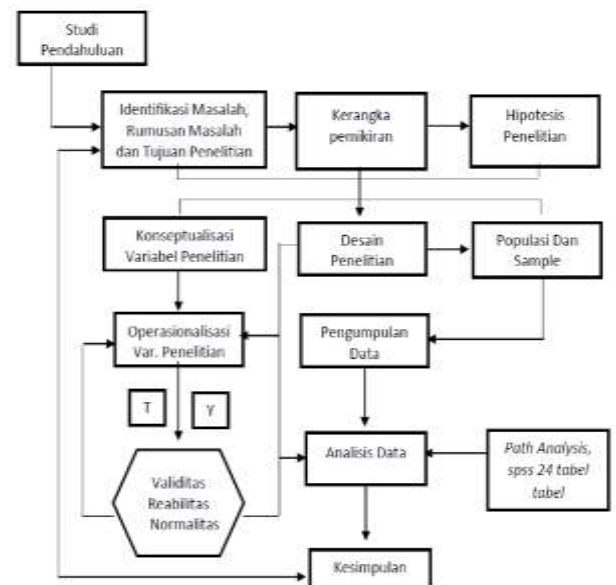 Studi
Pendahuluan
Identifikasi Masalah,
Rumusan Masalah
dan Tujuan Penelitian
Kerangka
pemikiran
Hipotesis
Penelitian
Konseptualisasi
Variabel Penelitian
Desain
Penelitian
Populasi Dan
Sample
Operasionalisasi
Var. Penelitian
Pengumpulan
Data
T
Y
Validitas
Reabilitas
Normalitas
Analisis Data
Path Analysis,
spss 24 tabel
tabel
Kesimpulan